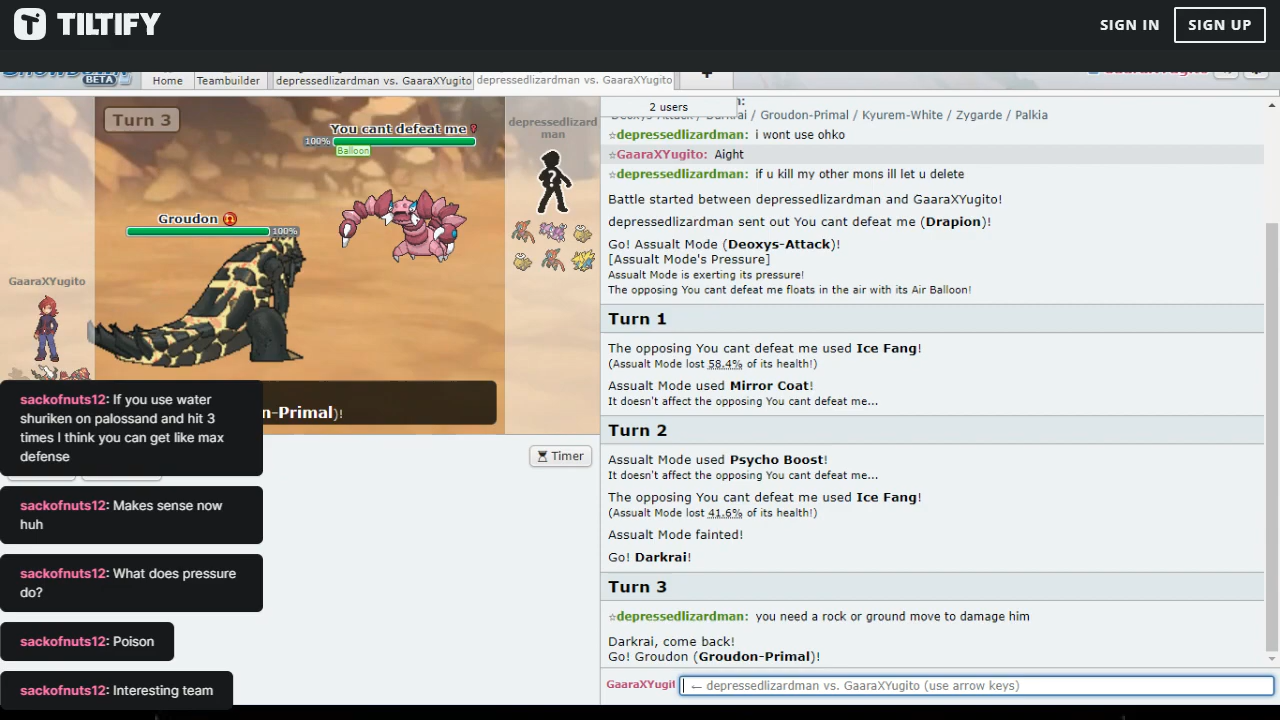 TILTIFY
SIGN IN
SIGN UP
BETA
Home
Teambuilder
depressedlizardman vs. GaaraXYugito
depressedlizardman vs. GaaraXYugito
+
Turn 3
You cant defeat me
100%
Balloon
Groudon
100%
depressedlizard
man
GaaraXYugito
n-Primal)!
Timer
sackofnuts12: If you use water
shuriken on palossand and hit 3
times I think you can get like max
defense
sackofnuts12: Makes sense now
huh
sackofnuts12: What does pressure
do?
sackofnuts12: Poison
sackofnuts12: Interesting team
2 users
/ Groudon-Primal / Kyurem-White / Zygarde / Palkia
☆depressedlizardman: i wont use ohko
☆GaaraXYugito: Aight
☆depressedlizardman: if u kill my other mons ill let u delete
Battle started between depressedlizardman and GaaraXYugito!
depressedlizardman sent out You cant defeat me (Drapion)!
Go! Assualt Mode (Deoxys-Attack)!
[Assualt Mode's Pressure]
Assualt Mode is exerting its pressure!
The opposing You cant defeat me floats in the air with its Air Balloon!
Turn 1
The opposing You cant defeat me used Ice Fang!
(Assualt Mode lost 58.4% of its health!)
Assualt Mode used Mirror Coat!
It doesn't affect the opposing You cant defeat me...
Turn 2
Assualt Mode used Psycho Boost!
It doesn't affect the opposing You cant defeat me...
The opposing You cant defeat me used Ice Fang!
(Assualt Mode lost 41.6% of its health!)
Assualt Mode fainted!
Go! Darkrai!
Turn 3
☆depressedlizardman: you need a rock or ground move to damage him
Darkrai, come back!
Go! Groudon (Groudon-Primal)!
GaaraXYugit
← depressedlizardman vs. GaaraXYugito (use arrow keys)